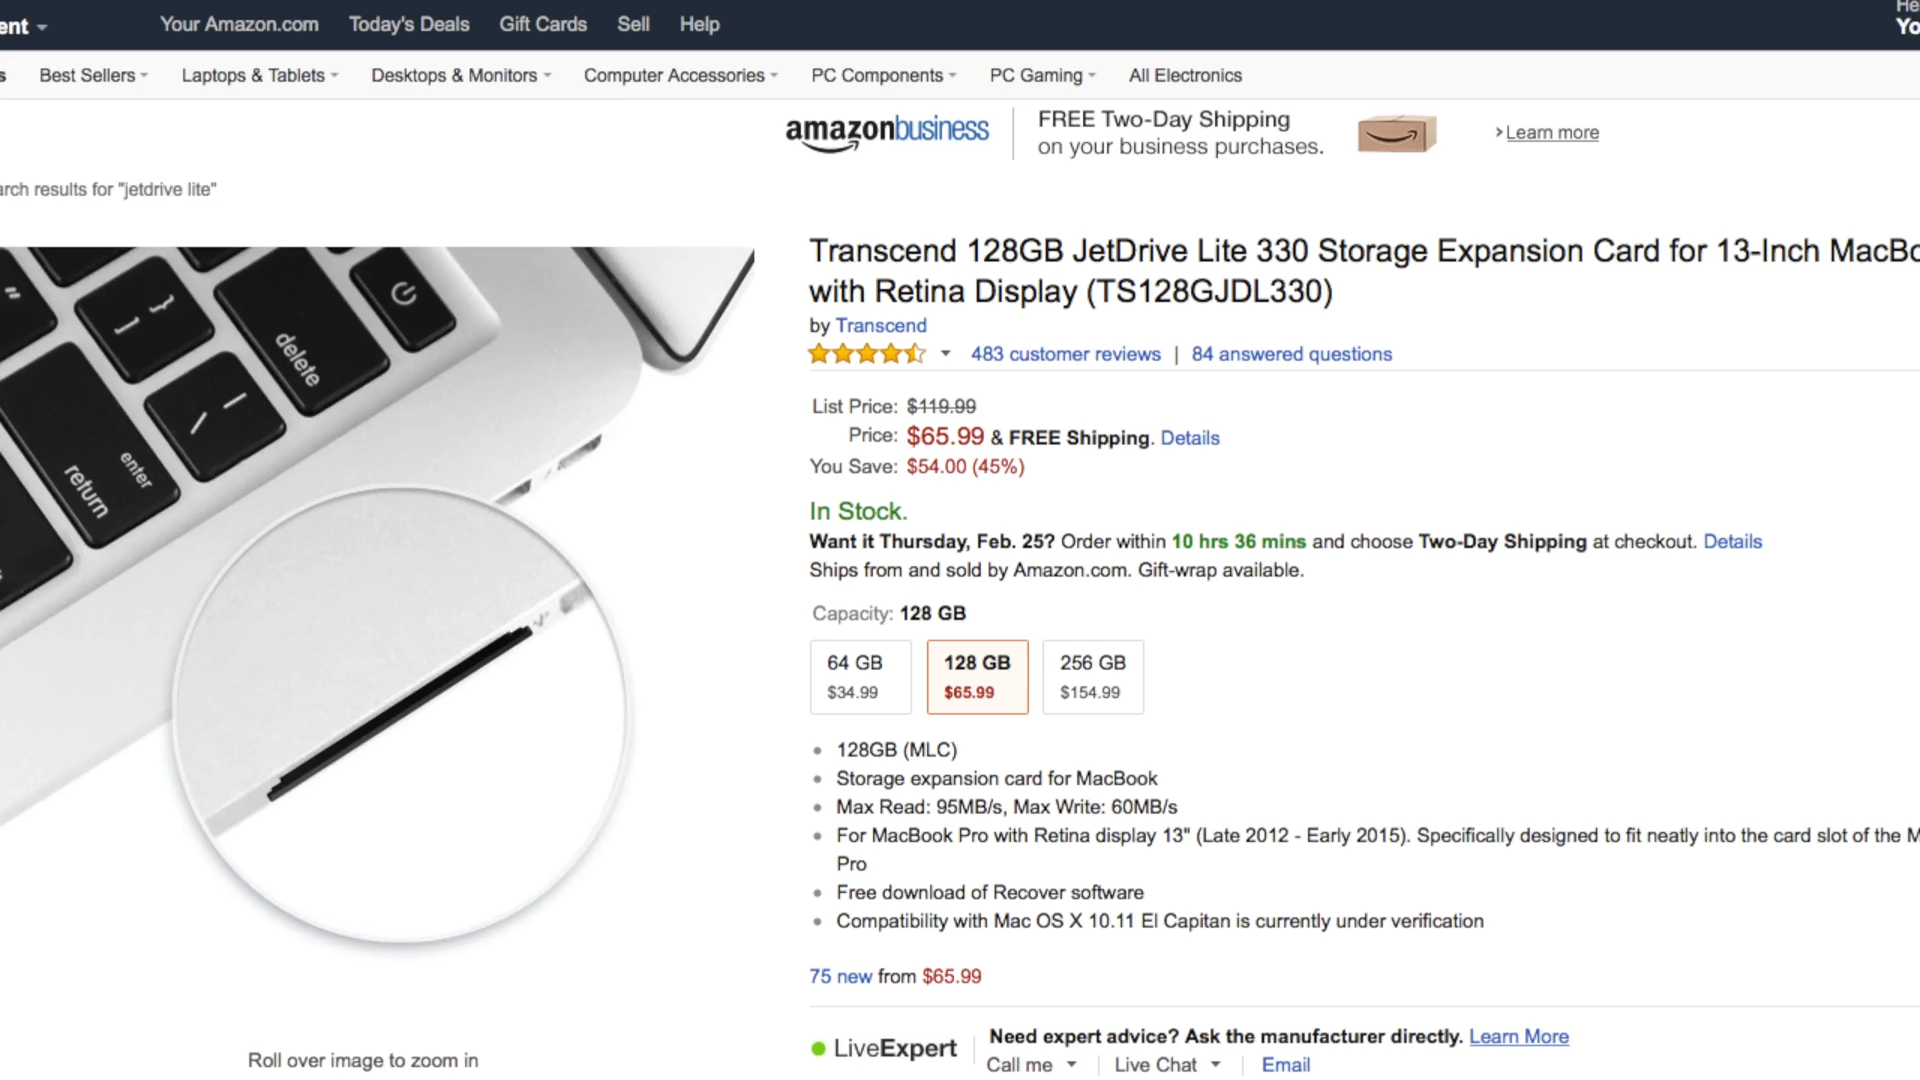 ent
Your Amazon.com Today's Deals Gift Cards Sell Help
He
Yo
s Best Sellers Laptops & Tablets Desktops & Monitors Computer Accessories PC Components PC Gaming All Electronics
amazonbusiness
FREE Two-Day Shipping
on your business purchases.
Learn more
arch results for "jetdrive lite"
Transcend 128GB JetDrive Lite 330 Storage Expansion Card for 13-Inch MacBo
with Retina Display (TS128GJDL330)
by Transcend
483 customer reviews | 84 answered questions
List Price: $119.99
Price: $65.99 & FREE Shipping. Details
You Save: $54.00 (45%)
In Stock.
Want it Thursday, Feb. 25? Order within 10 hrs 36 mins and choose Two-Day Shipping at checkout. Details
Ships from and sold by Amazon.com. Gift-wrap available.
Capacity: 128 GB
64 GB 128 GB 256 GB
$34.99 $65.99 $154.99
128GB (MLC)
Storage expansion card for MacBook
Max Read: 95MB/s, Max Write: 60MB/s
For MacBook Pro with Retina display 13" (Late 2012 - Early 2015). Specifically designed to fit neatly into the card slot of the M
Pro
Free download of Recover software
Compatibility with Mac OS X 10.11 El Capitan is currently under verification
75 new from $65.99
LiveExpert
Need expert advice? Ask the manufacturer directly. Learn More
Call me | Live Chat | Email
delete
enter
return
Roll over image to zoom in